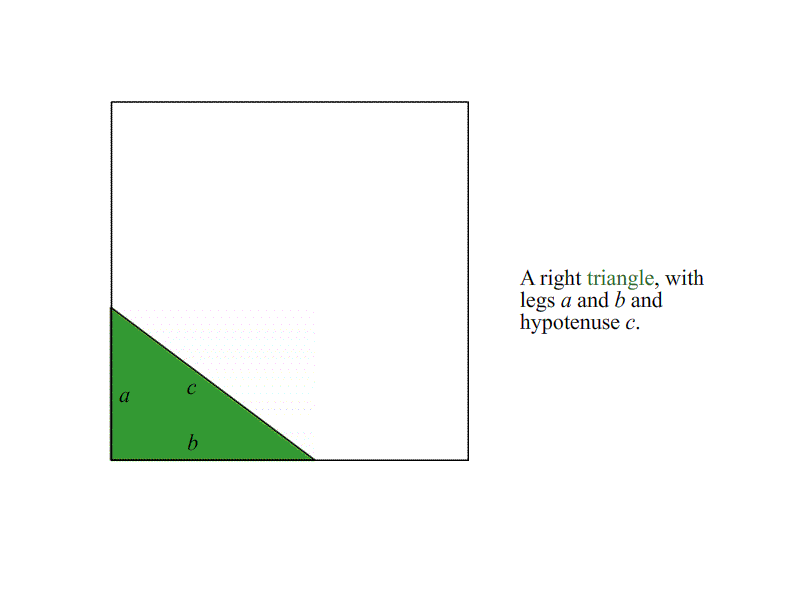 A right triangle, with
legs a and b and
hypotenuse c.
a
c
b